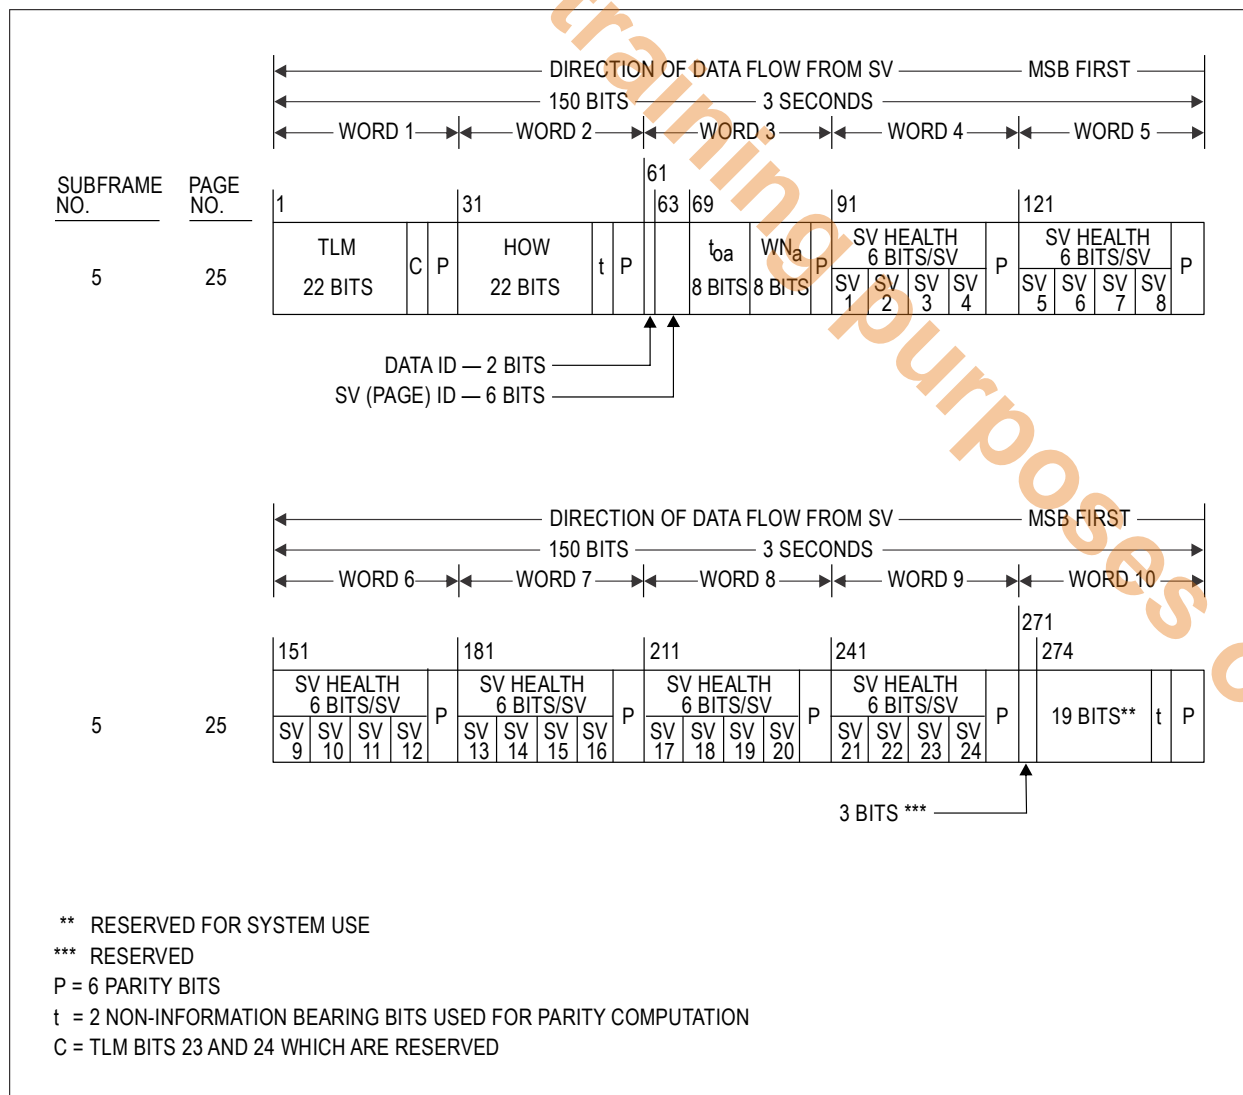 DIRECTION OF DATA FLOW FROM SV MSB FIRST
150 BITS 3 SECONDS
WORD 1 WORD 2 WORD 3 WORD 4 WORD 5
SUBFRAME NO. PAGE NO.
1 31 61 63 69 91 121
5 25
TLM 22 BITS C P
HOW 22 BITS t P
toa 8 BITS WNa 8 BITS P
SV HEALTH 6 BITS/SV P
SV 1 SV 2 SV 3 SV 4
SV HEALTH 6 BITS/SV P
SV 5 SV 6 SV 7 SV 8
DATA ID — 2 BITS
SV (PAGE) ID — 6 BITS
DIRECTION OF DATA FLOW FROM SV MSB FIRST
150 BITS 3 SECONDS
WORD 6 WORD 7 WORD 8 WORD 9 WORD 10
151 181 211 241 271 274
5 25
SV HEALTH 6 BITS/SV P
SV 9 SV 10 SV 11 SV 12
SV HEALTH 6 BITS/SV P
SV 13 SV 14 SV 15 SV 16
SV HEALTH 6 BITS/SV P
SV 17 SV 18 SV 19 SV 20
SV HEALTH 6 BITS/SV P
SV 21 SV 22 SV 23 SV 24
19 BITS** t P
3 BITS ***
** RESERVED FOR SYSTEM USE
*** RESERVED
P = 6 PARITY BITS
t = 2 NON-INFORMATION BEARING BITS USED FOR PARITY COMPUTATION
C = TLM BITS 23 AND 24 WHICH ARE RESERVED
training purposes